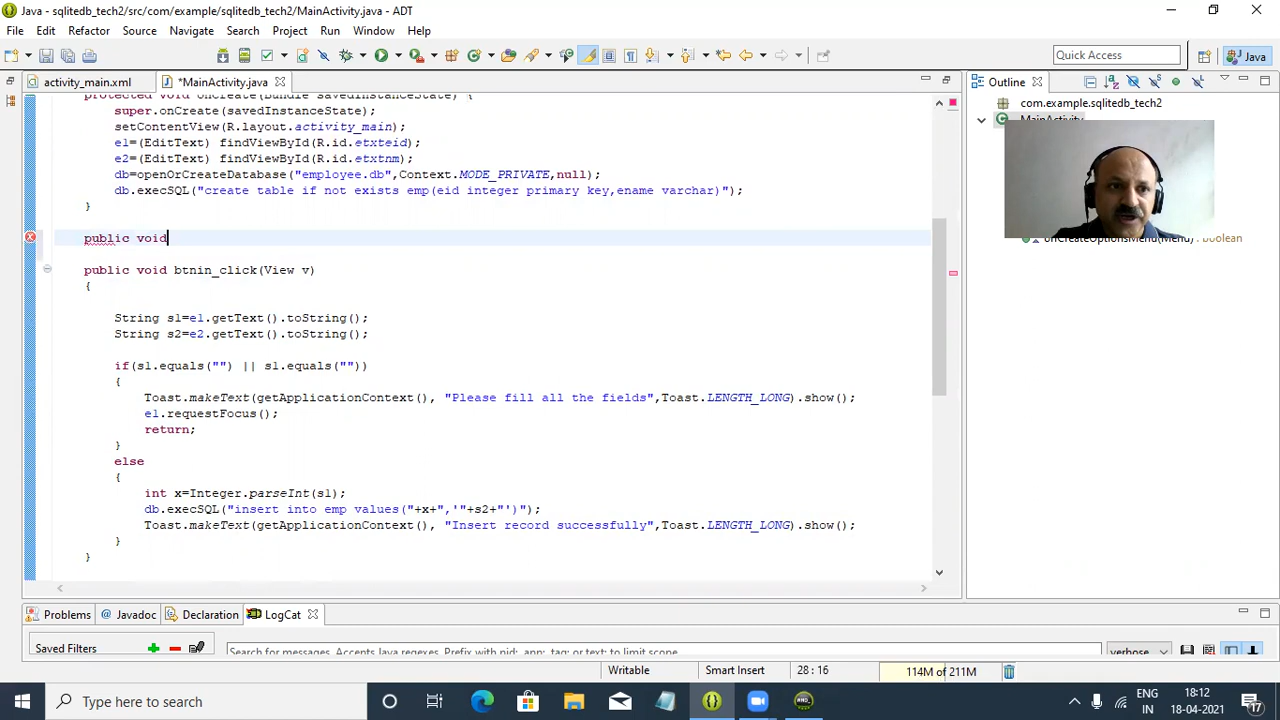 Java - sqlitedb_tech2/src/com/example/sqlitedb_tech2/MainActivity.java - ADT
File Edit Refactor Source Navigate Search Project Run Window Help
Quick Access
Java
activity_main.xml
*MainActivity.java
Outline
protected void onCreate(Bundle savedInstanceState) {
super.onCreate(savedInstanceState);
setContentView(R.layout.activity_main);
e1=(EditText) findViewById(R.id.etxteid);
e2=(EditText) findViewById(R.id.etxtnm);
db=openOrCreateDatabase("employee.db",Context.MODE_PRIVATE,null);
db.execSQL("create table if not exists emp(eid integer primary key,ename varchar)");
}
public void
public void btnin_click(View v)
{
String s1=e1.getText().toString();
String s2=e2.getText().toString();
if(s1.equals("") || s1.equals(""))
{
Toast.makeText(getApplicationContext(), "Please fill all the fields",Toast.LENGTH_LONG).show();
e1.requestFocus();
return;
}
else
{
int x=Integer.parseInt(s1);
db.execSQL("insert into emp values("+x+",'"+s2+"')");
Toast.makeText(getApplicationContext(), "Insert record successfully",Toast.LENGTH_LONG).show();
}
}
com.example.sqlitedb_tech2
MainActivity
onCreateOptionsMenu(Menu) : boolean
Problems
Javadoc
Declaration
LogCat
Saved Filters
Search for messages. Accepts Java regexes. Prefix with pid:, app:, tag: or text: to limit scope.
verbose
Writable
Smart Insert
28 : 16
114M of 211M
Type here to search
ENG
IN
18:12
18-04-2021
17